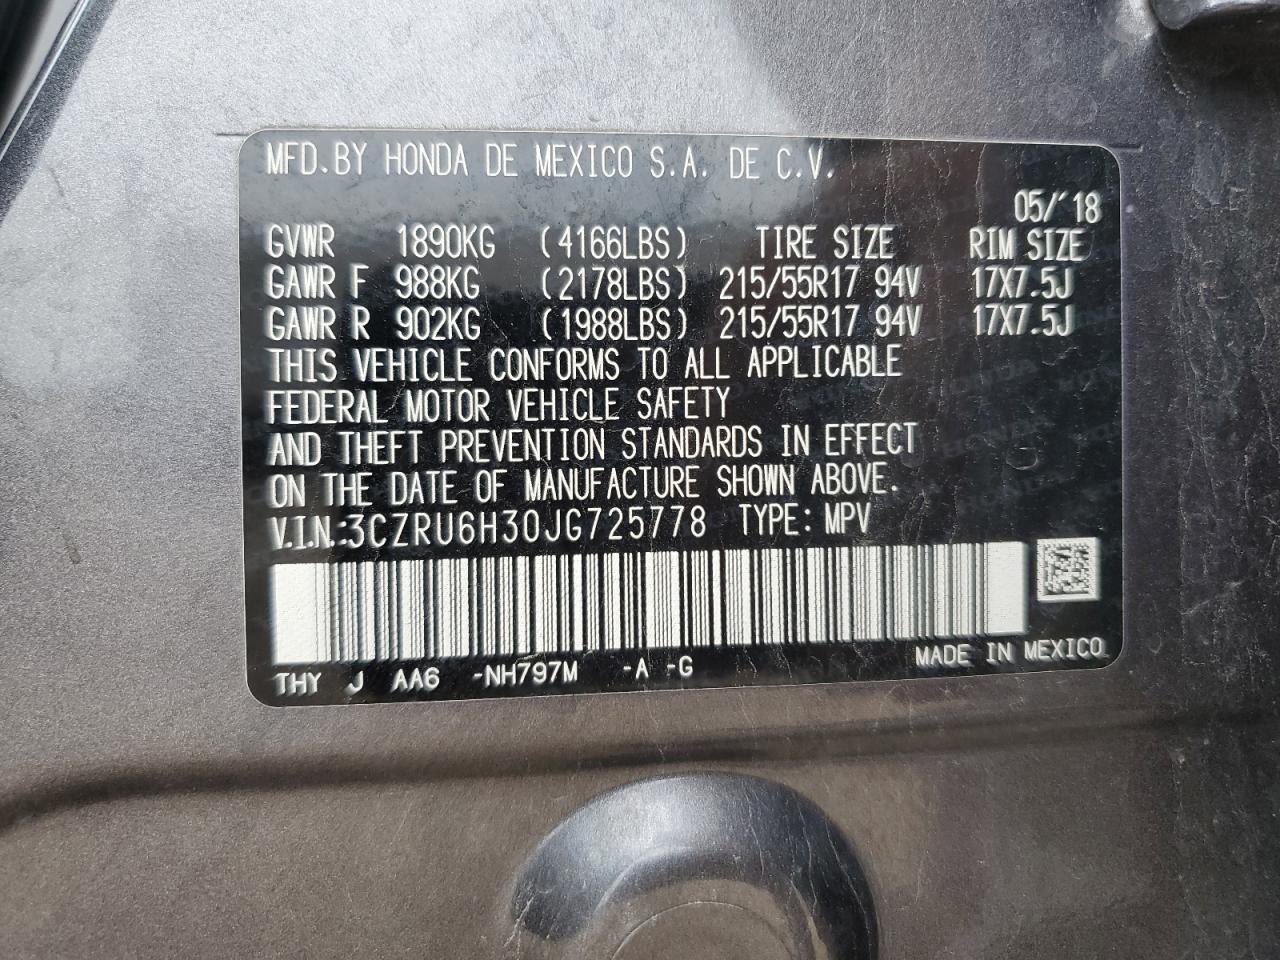 MFD.BY HONDA DE MEXICO S.A. DE C.V.
05/'18
GVWR 1890KG (4166LBS) TIRE SIZE RIM SIZE
GAWR F 988KG (2178LBS) 215/55R17 94V 17X7.5J
GAWR R 902KG (1988LBS) 215/55R17 94V 17X7.5J
THIS VEHICLE CONFORMS TO ALL APPLICABLE
FEDERAL MOTOR VEHICLE SAFETY
AND THEFT PREVENTION STANDARDS IN EFFECT
ON THE DATE OF MANUFACTURE SHOWN ABOVE.
V.I.N.:3CZRU6H30JG725778 TYPE: MPV
MADE IN MEXICO
THY J AA6 -NH797M -A -G